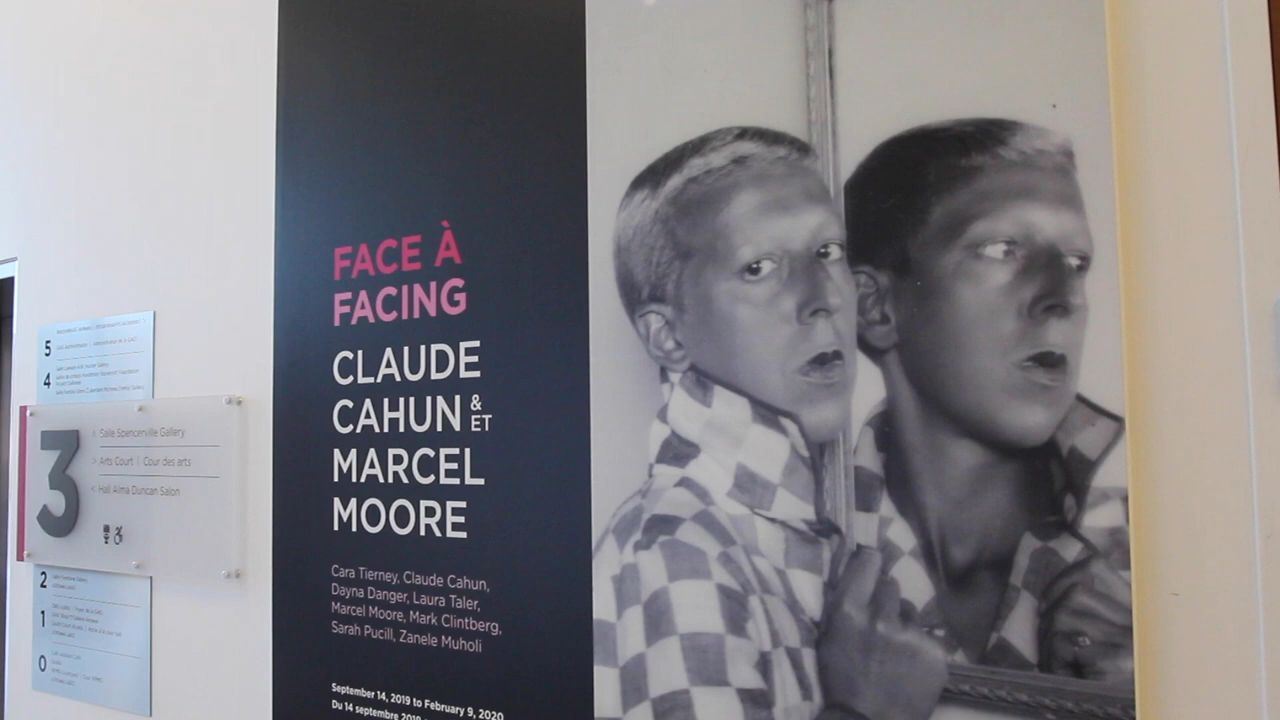 5
4
3
Salle Spencerville Gallery
> Arts Court | Cour des arts
< Hall Alma Duncan Salon
2
1
0
FACE À
FACING
CLAUDE
CAHUN & ET
MARCEL
MOORE
Cara Tierney, Claude Cahun,
Dayna Danger, Laura Taler,
Marcel Moore, Mark Clintberg,
Sarah Pucill, Zanele Muholi
September 14, 2019 to February 9, 2020
Du 14 septembre 2019